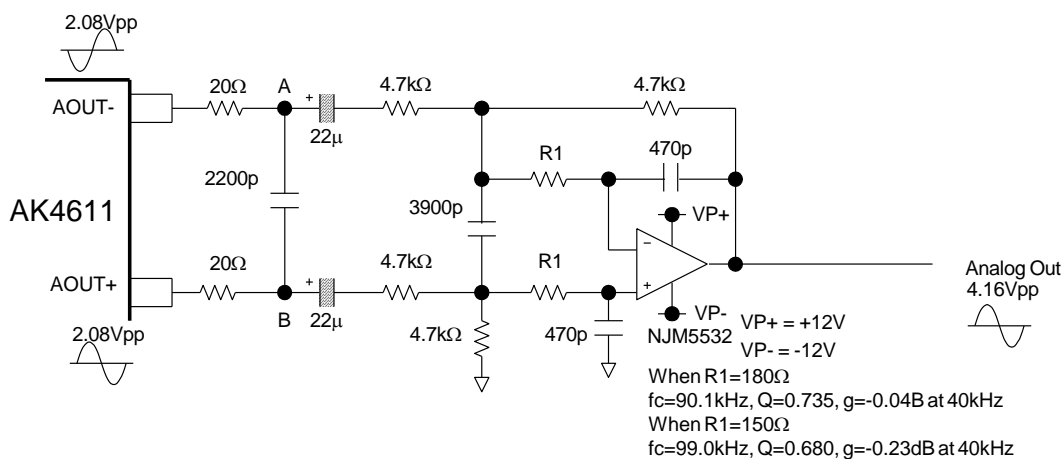 2.08Vpp
AOUT-
20Ω
A
+
22μ
4.7kΩ
4.7kΩ
R1
470p
2200p
AK4611
3900p
VP+
−
+
AOUT+
20Ω
B
+
22μ
4.7kΩ
R1
4.7kΩ
470p
VP-
NJM5532
2.08Vpp
Analog Out
4.16Vpp
VP+ = +12V
VP- = -12V
When R1=180Ω
fc=90.1kHz, Q=0.735, g=-0.04B at 40kHz
When R1=150Ω
fc=99.0kHz, Q=0.680, g=-0.23dB at 40kHz